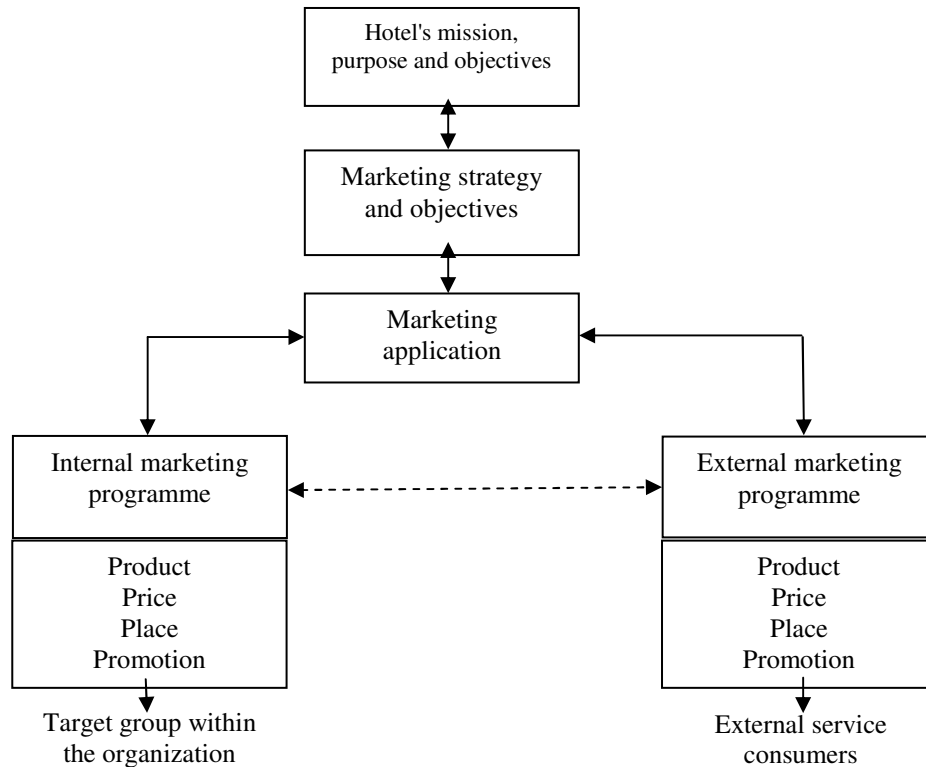 Hotel's mission,
purpose and objectives
Marketing strategy
and objectives
Marketing
application
Internal marketing
programme
External marketing
programme
Product
Price
Place
Promotion
Product
Price
Place
Promotion
Target group within
the organization
External service
consumers